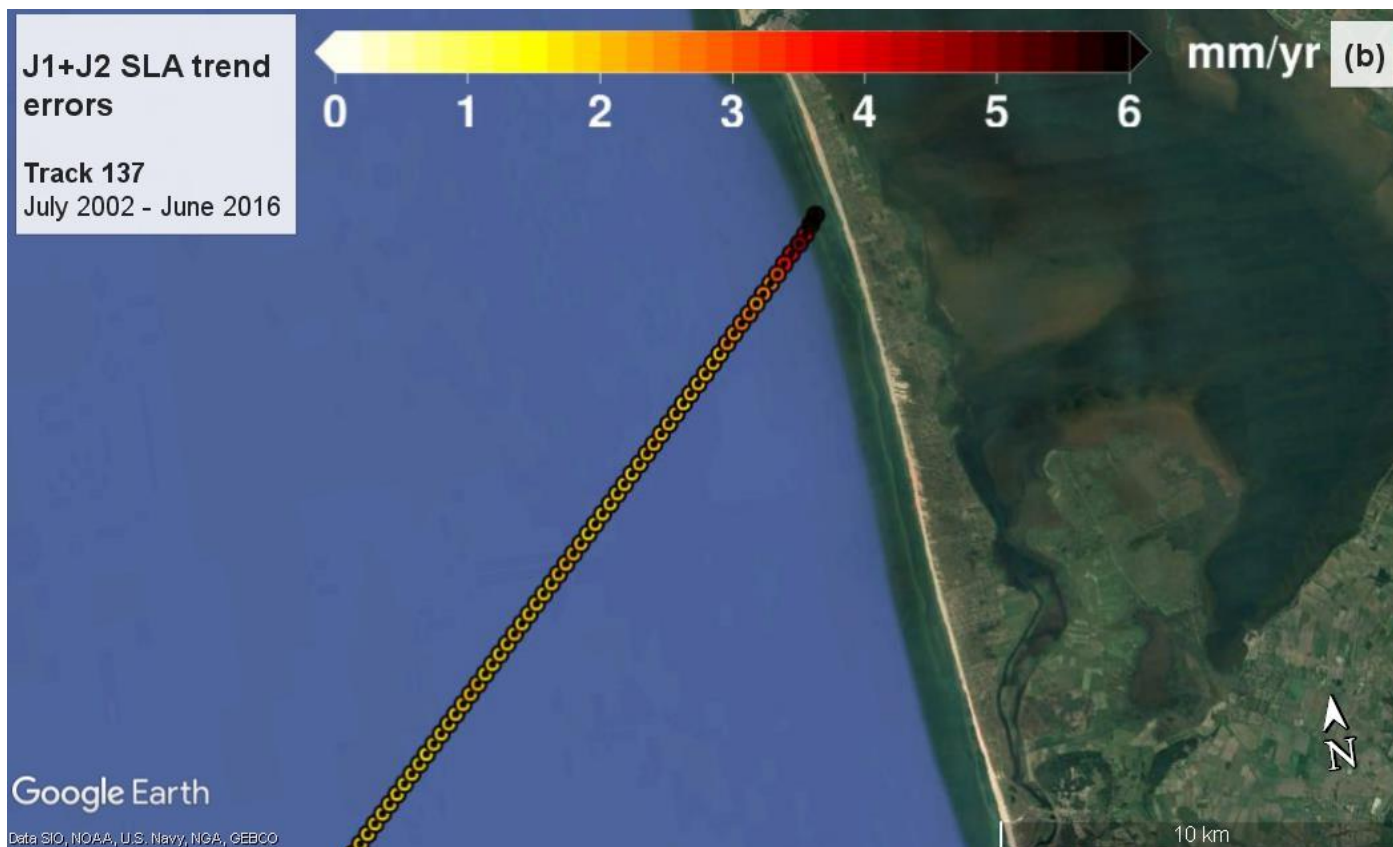 J1+J2 SLA trend
errors
Track 137
July 2002 - June 2016
mm/yr
(b)
0 1 2 3 4 5 6
N
Google Earth
Data SIO, NOAA, U.S. Navy, NGA, GEBCO
10 km